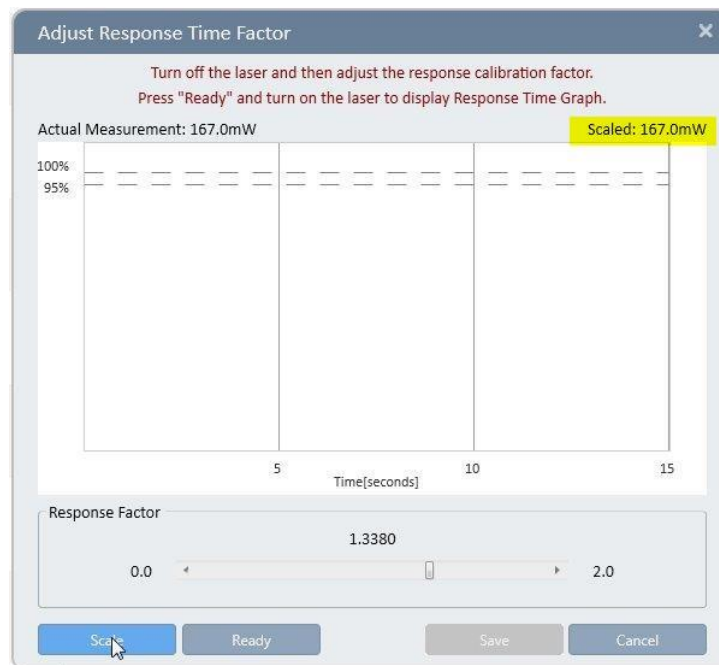 Adjust Response Time Factor
Turn off the laser and then adjust the response calibration factor.
Press "Ready" and turn on the laser to display Response Time Graph.
Actual Measurement: 167.0mW Scaled: 167.0mW
100%
95%
5 10 15
Time[seconds]
Response Factor
1.3380
0.0 2.0
Scale Ready Save Cancel